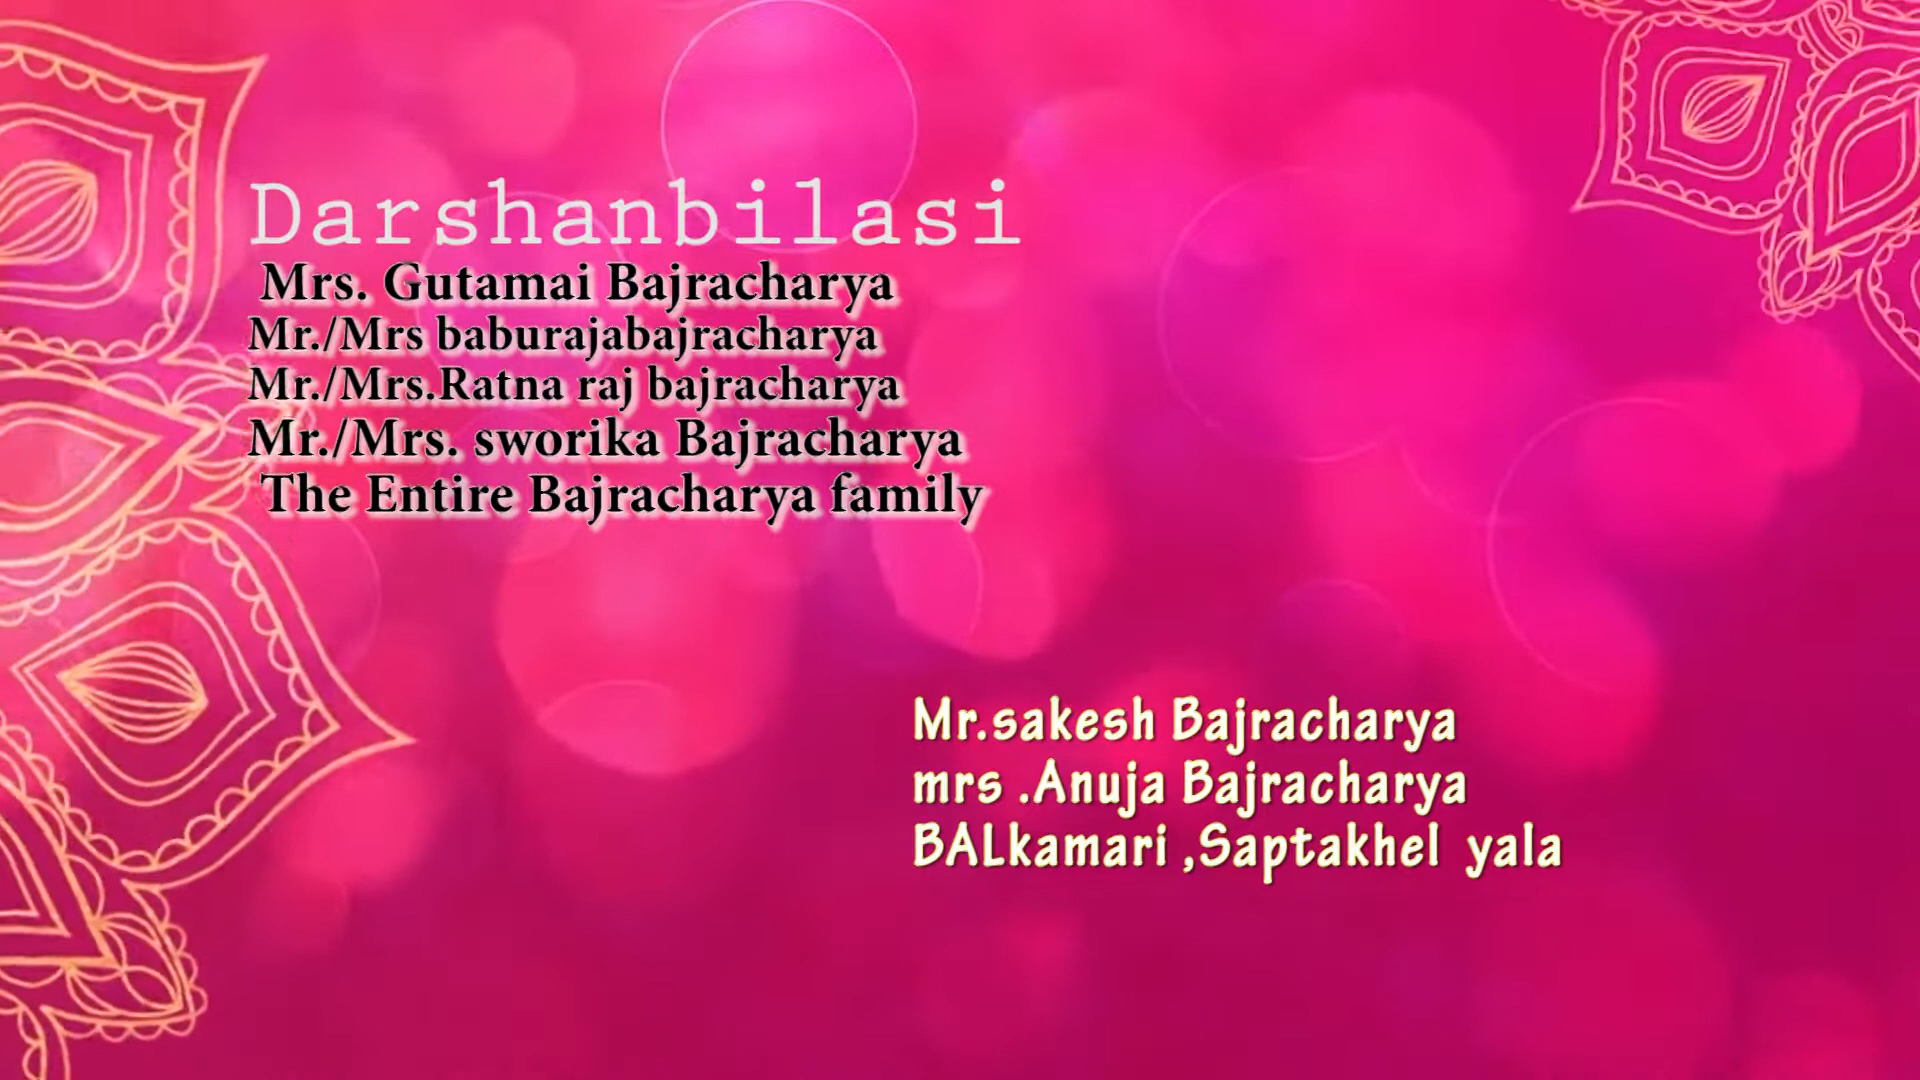 Darshanbilasi
Mrs. Gutamai Bajracharya
Mr./Mrs baburajabajracharya
Mr./Mrs.Ratna raj bajracharya
Mr./Mrs. sworika Bajracharya
The Entire Bajracharya family
Mr.sakesh Bajracharya
mrs .Anuja Bajracharya
BALkamari ,Saptakhel yala